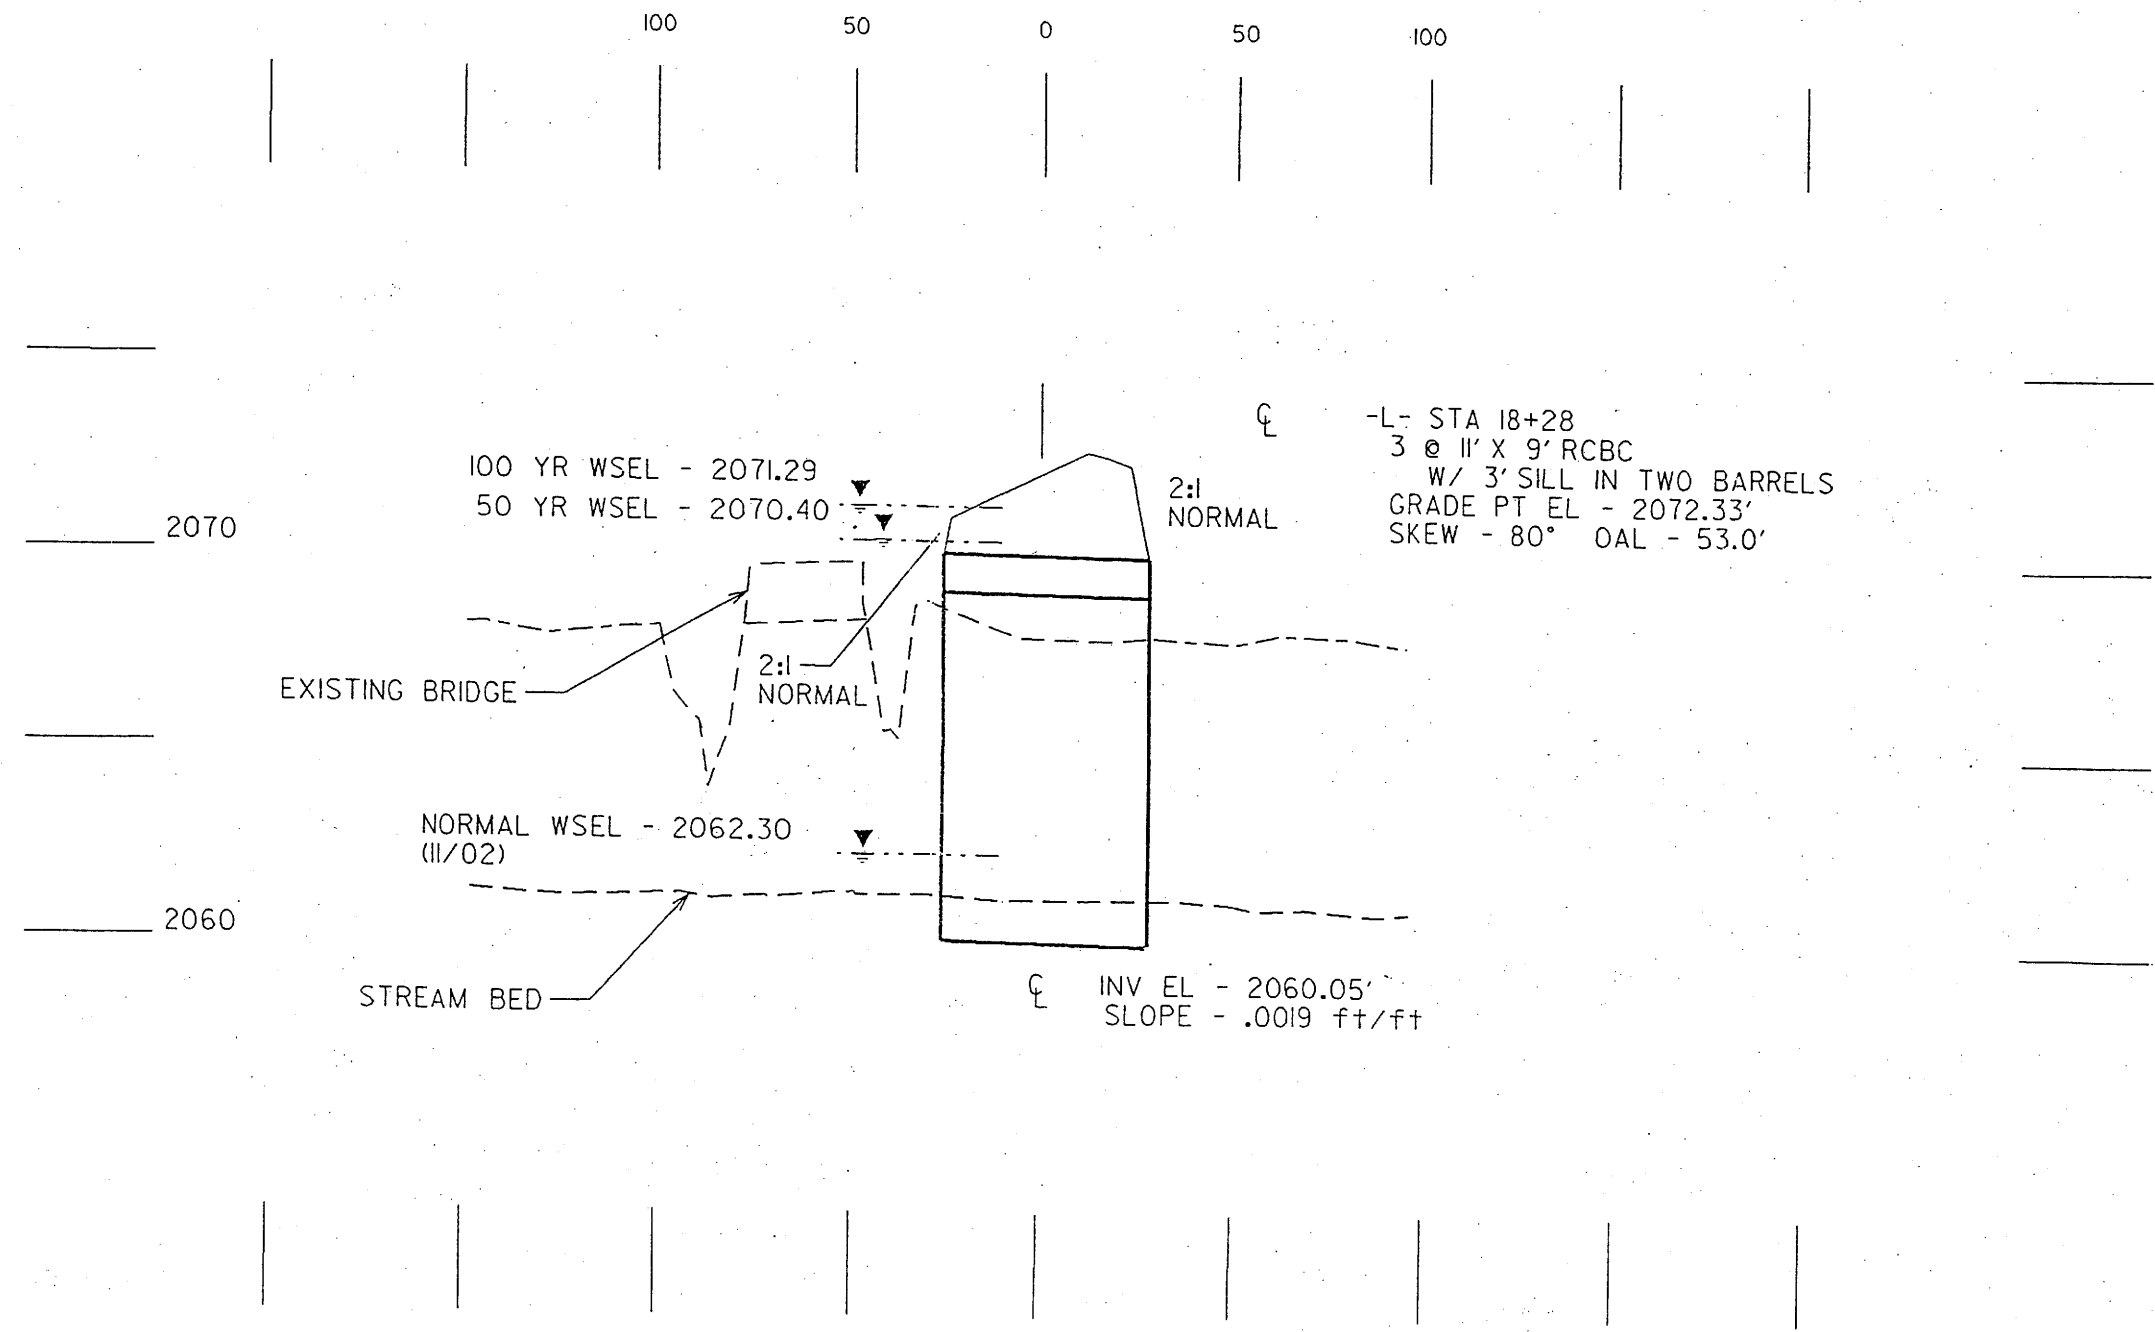 100 50 0 50 100
℄ -L- STA 18+28
3 @ 11' X 9' RCBC
W/ 3' SILL IN TWO BARRELS
GRADE PT EL - 2072.33'
SKEW - 80° OAL - 53.0'
100 YR WSEL - 2071.29
50 YR WSEL - 2070.40
2:1
NORMAL
2070
2:1
NORMAL
EXISTING BRIDGE
NORMAL WSEL - 2062.30
(11/02)
2060
STREAM BED
℄ INV EL - 2060.05'
SLOPE - .0019 ft/ft